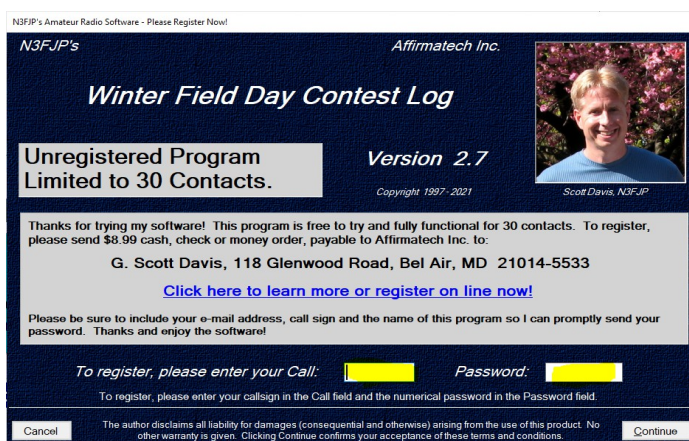 N3FJP's Amateur Radio Software - Please Register Now!
N3FJP's
Affirmatech Inc.
Winter Field Day Contest Log
Unregistered Program
Limited to 30 Contacts.
Version 2.7
Copyright 1997-2021
Scott Davis, N3FJP
Thanks for trying my software! This program is free to try and fully functional for 30 contacts. To register,
please send $8.99 cash, check or money order, payable to Affirmatech Inc. to:
G. Scott Davis, 118 Glenwood Road, Bel Air, MD 21014-5533
Click here to learn more or register on line now!
Please be sure to include your e-mail address, call sign and the name of this program so I can promptly send your
password. Thanks and enjoy the software!
To register, please enter your Call:
Password:
To register, please enter your callsign in the Call field and the numerical password in the Password field.
Cancel
The author disclaims all liability for damages (consequential and otherwise) arising from the use of this product. No
other warranty is given. Clicking Continue confirms your acceptance of these terms and conditions.
Continue